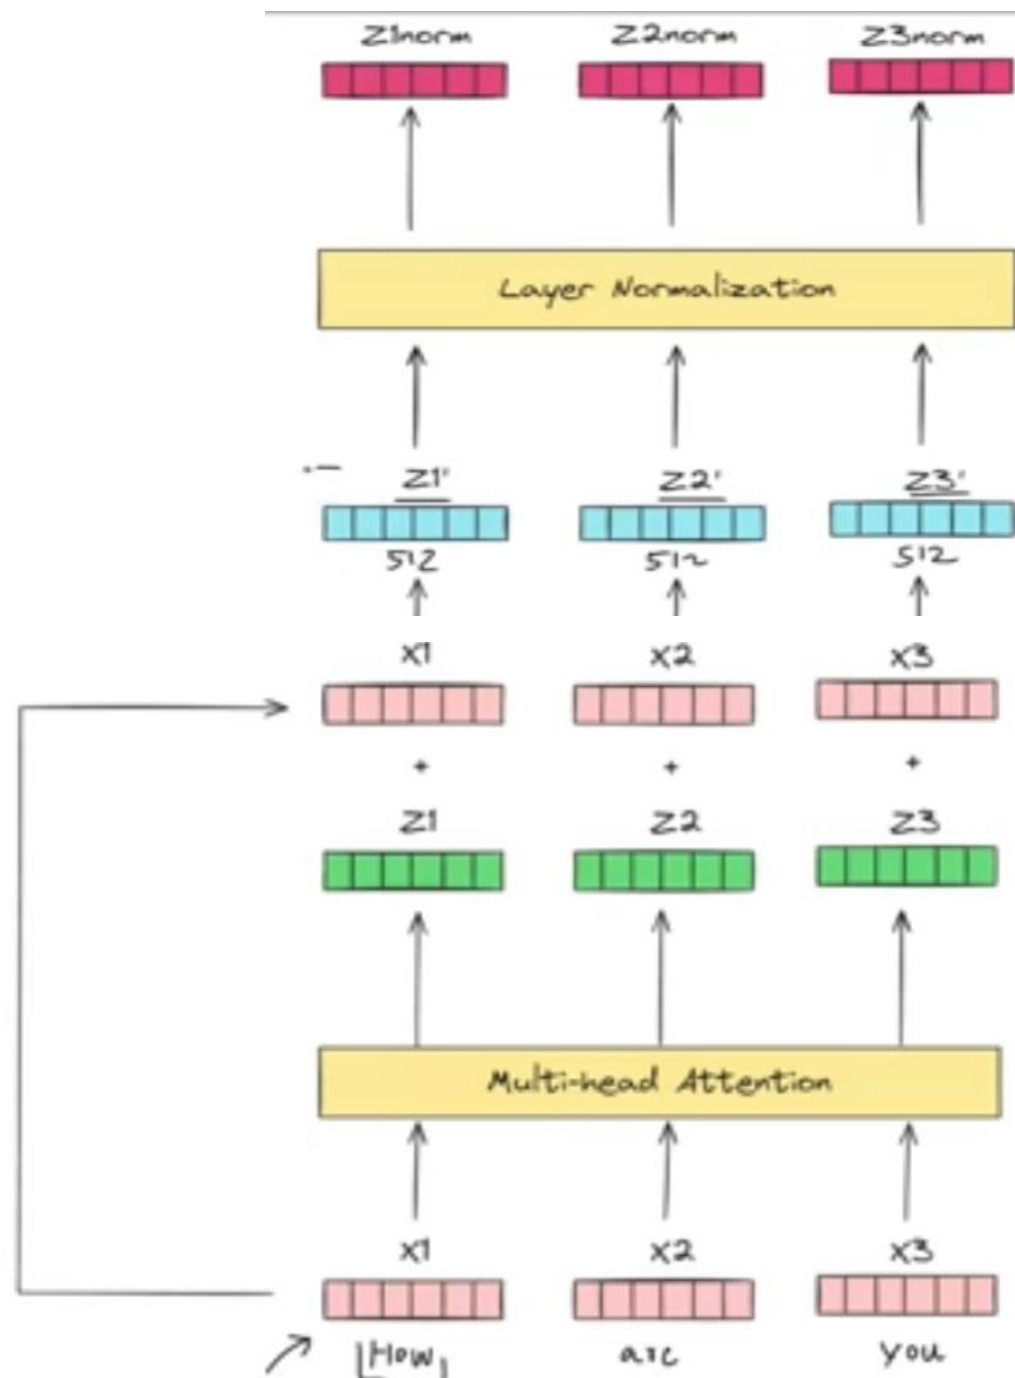 Z1norm Z2norm Z3norm
Layer Normalization
Z1' Z2' Z3'
512 512 512
X1 X2 X3
+ + +
Z1 Z2 Z3
Multi-head Attention
X1 X2 X3
How are you